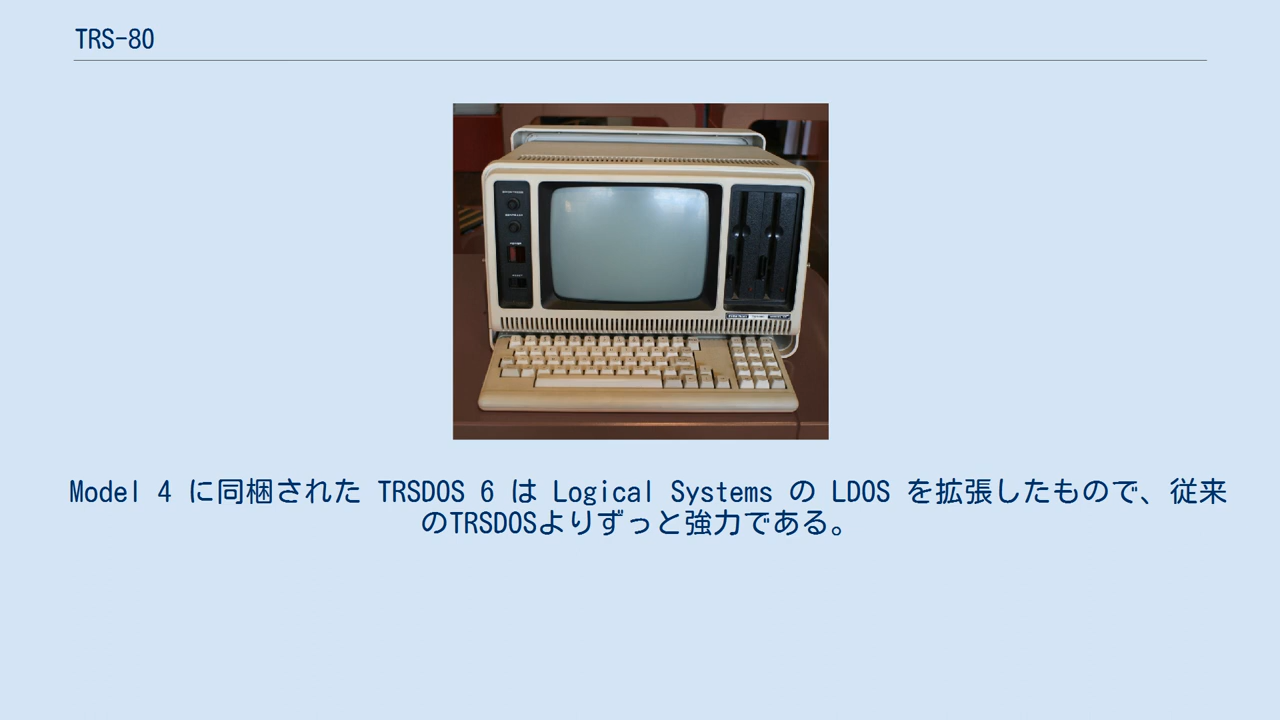 TRS-80
Model 4 に同梱された TRSDOS 6 は Logical Systems の LDOS を拡張したもので、従来
のTRSDOSよりずっと強力である。